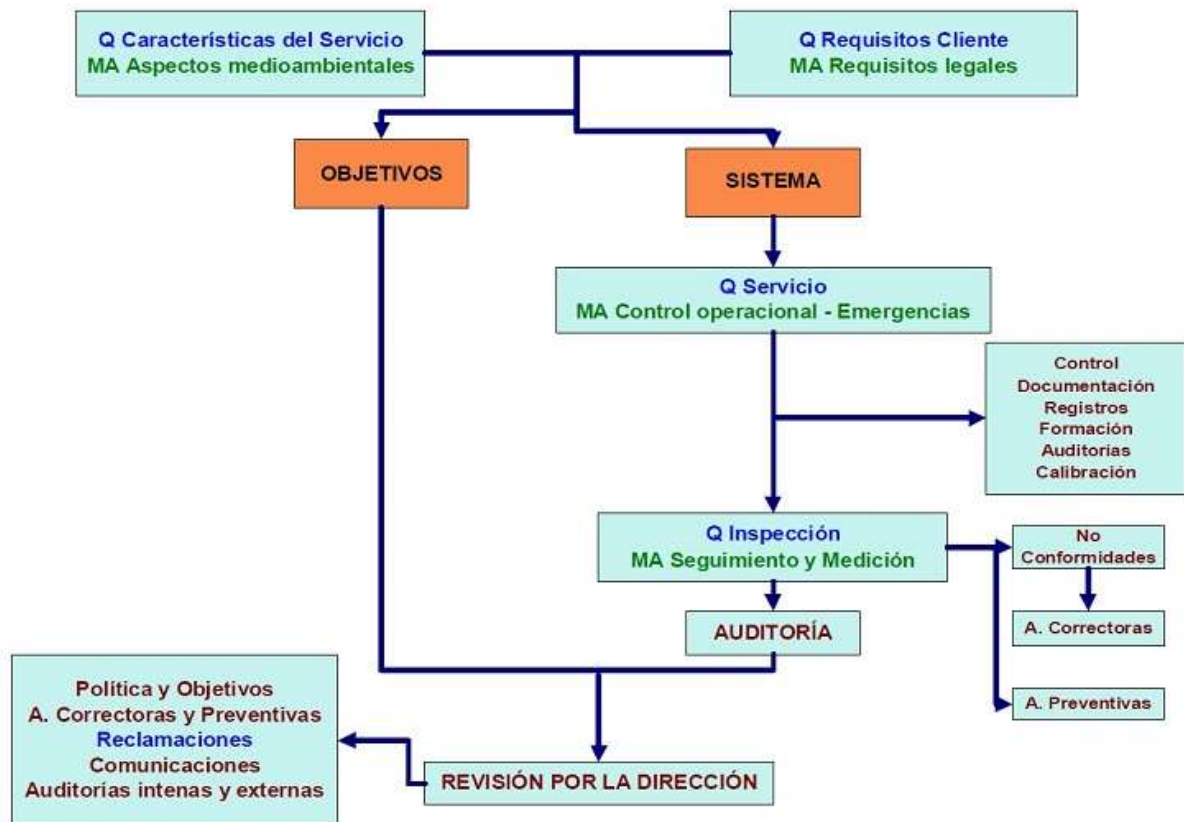 Q Características del Servicio
MA Aspectos medioambientales
Q Requisitos Cliente
MA Requisitos legales
OBJETIVOS
SISTEMA
Q Servicio
MA Control operacional - Emergencias
Control
Documentación
Registros
Formación
Auditorías
Calibración
Q Inspección
MA Seguimiento y Medición
No
Conformidades
AUDITORÍA
A. Correctoras
Política y Objetivos
A. Correctoras y Preventivas
Reclamaciones
Comunicaciones
Auditorías intenas y externas
A. Preventivas
REVISIÓN POR LA DIRECCIÓN